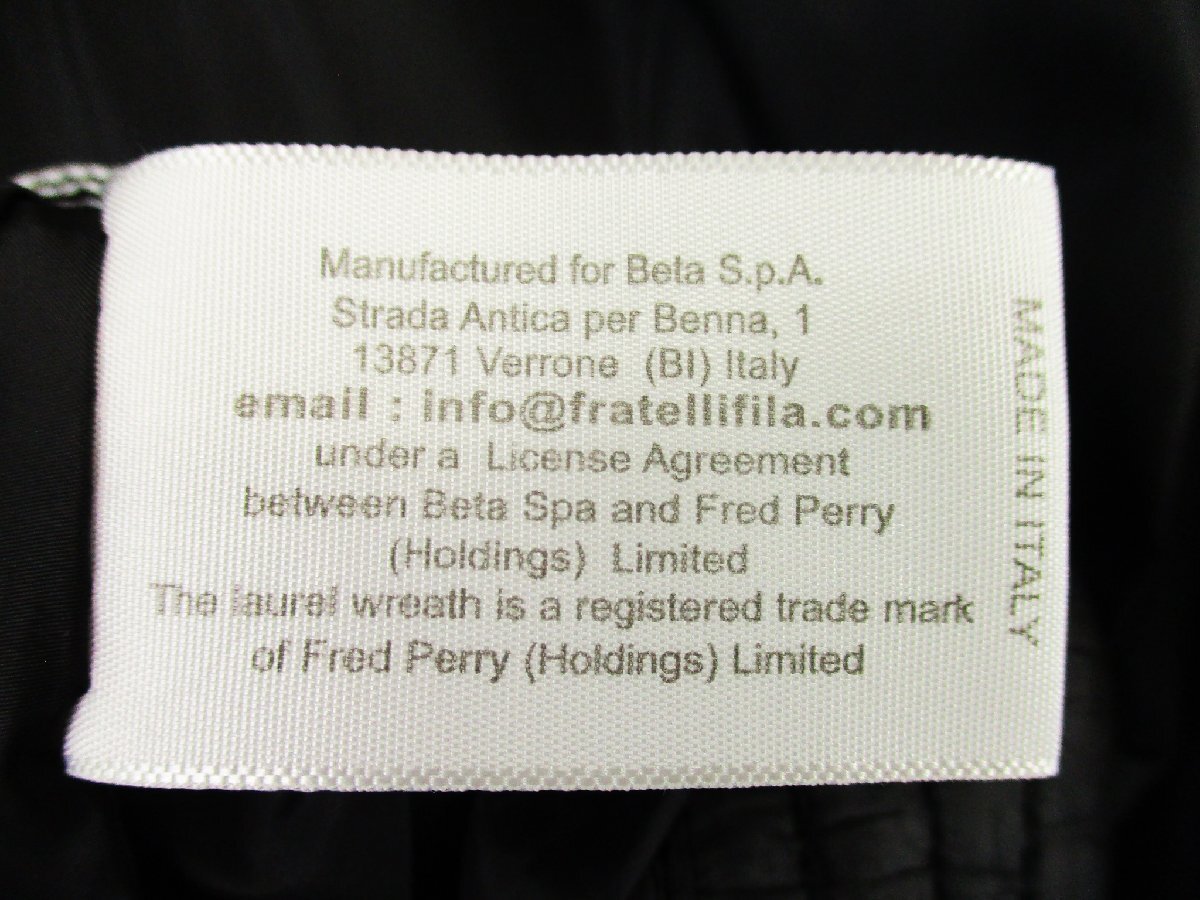 Manufactured for Beta S.p.A.
Strada Antica per Benna, 1
13871 Verrone (BI) Italy
email : info@fratellifila.com
under a License Agreement
between Beta Spa and Fred Perry
(Holdings) Limited
The laurel wreath is a registered trade mark
of Fred Perry (Holdings) Limited
MADE IN ITALY